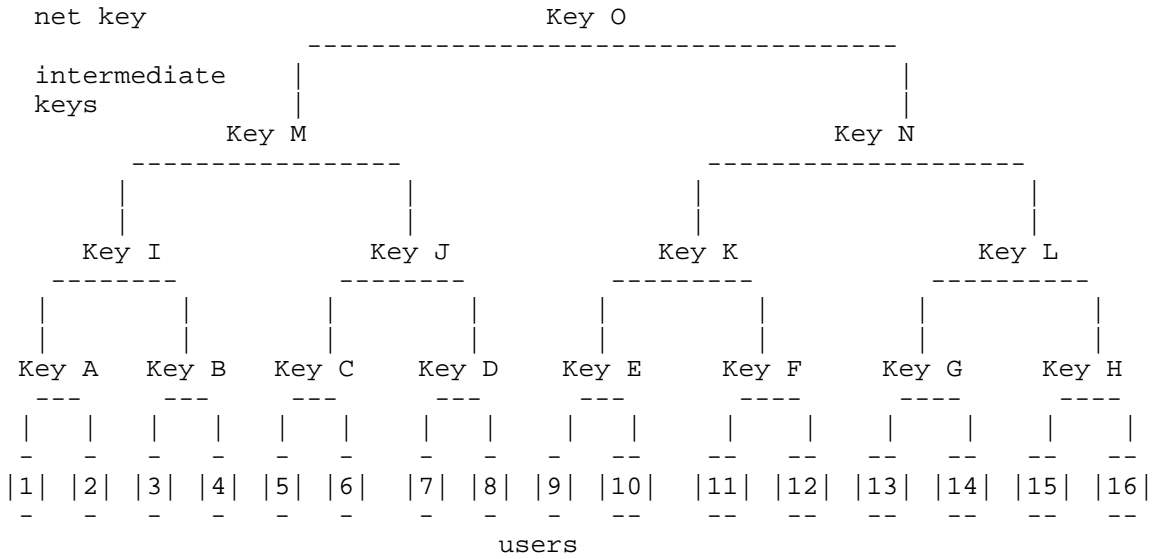 net key Key O
intermediate
keys
Key M Key N
Key I Key J Key K Key L
Key A Key B Key C Key D Key E Key F Key G Key H
|1| |2| |3| |4| |5| |6| |7| |8| |9| |10| |11| |12| |13| |14| |15| |16|
users